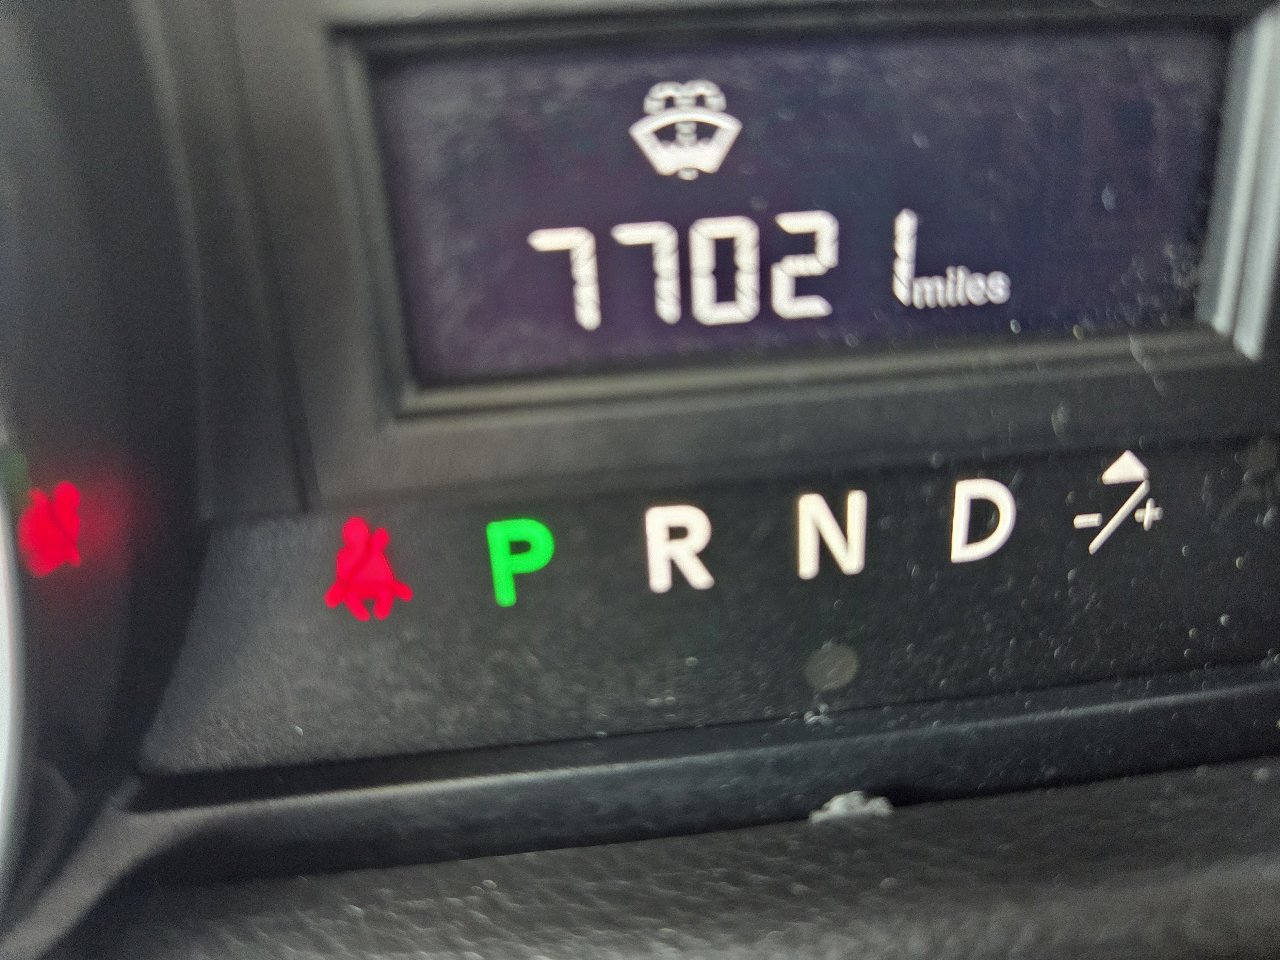 77021 miles
P R N D - +